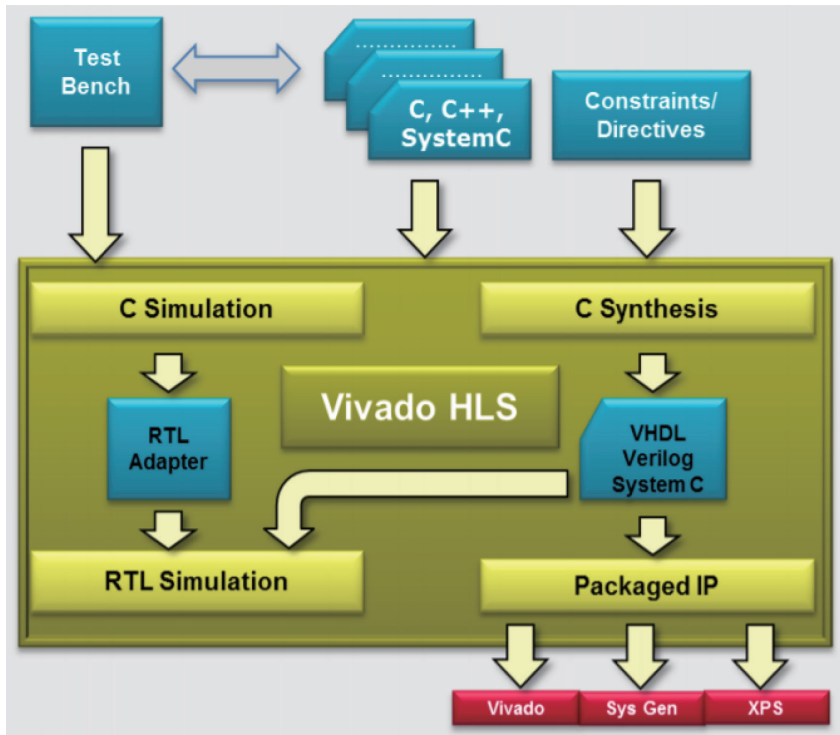 Test
Bench
....................
....................
C, C++,
SystemC
Constraints/
Directives
C Simulation
C Synthesis
Vivado HLS
RTL
Adapter
VHDL
Verilog
System C
RTL Simulation
Packaged IP
Vivado
Sys Gen
XPS